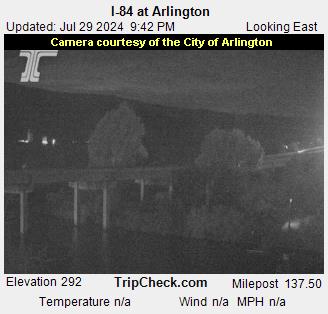 I-84 at Arlington
Updated: Jul 29 2024 9:42 PM Looking East
Camera courtesy of the City of Arlington
Elevation 292 TripCheck.com Milepost 137.50
Temperature n/a Wind n/a MPH n/a